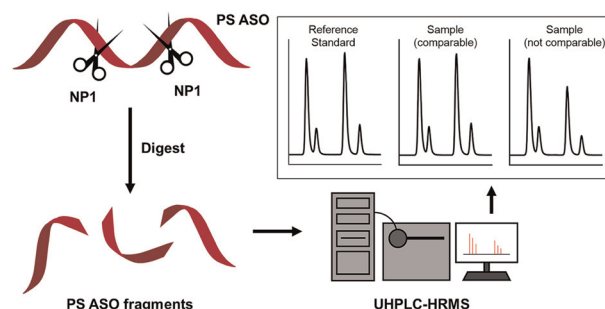 PS ASO
NP1
NP1
Digest
PS ASO fragments
UHPLC-HRMS
Reference
Standard
Sample
(comparable)
Sample
(not comparable)